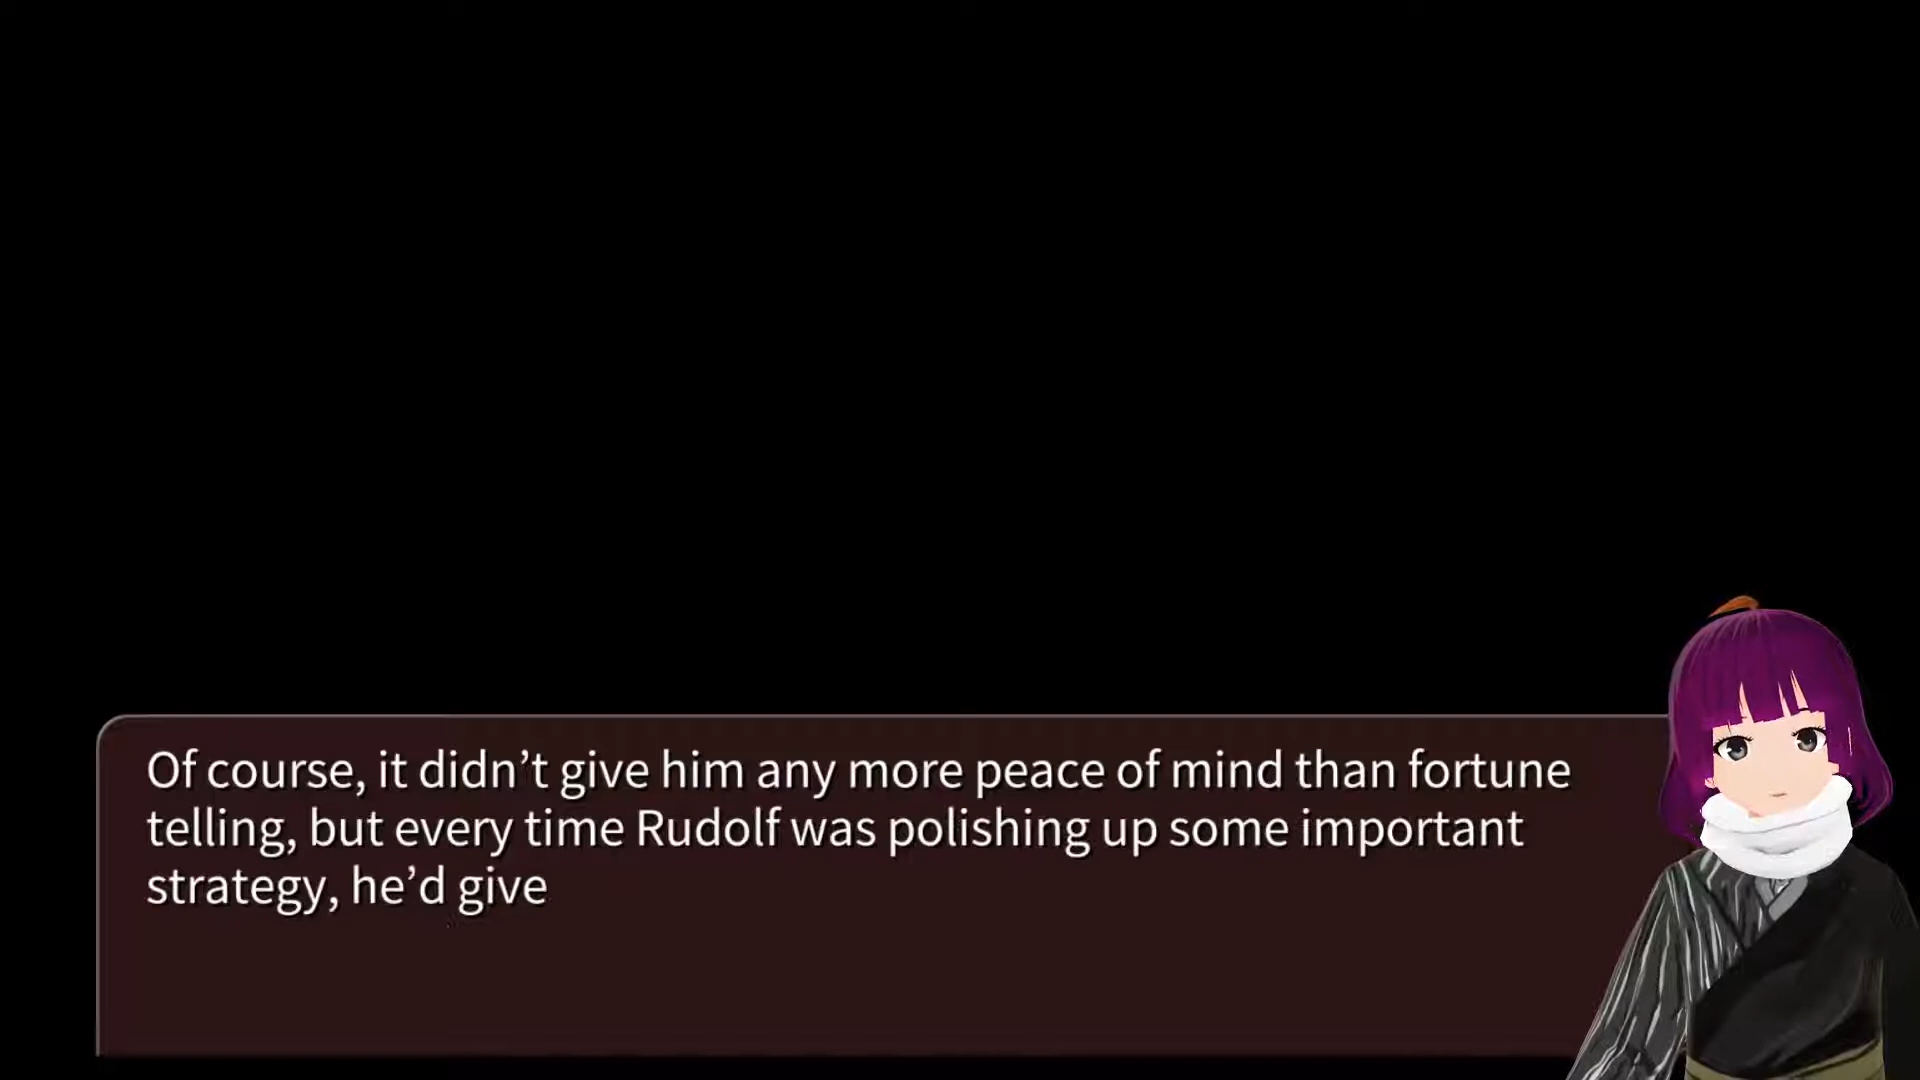 Of course, it didn’t give him any more peace of mind than fortune
telling, but every time Rudolf was polishing up some important
strategy, he’d give